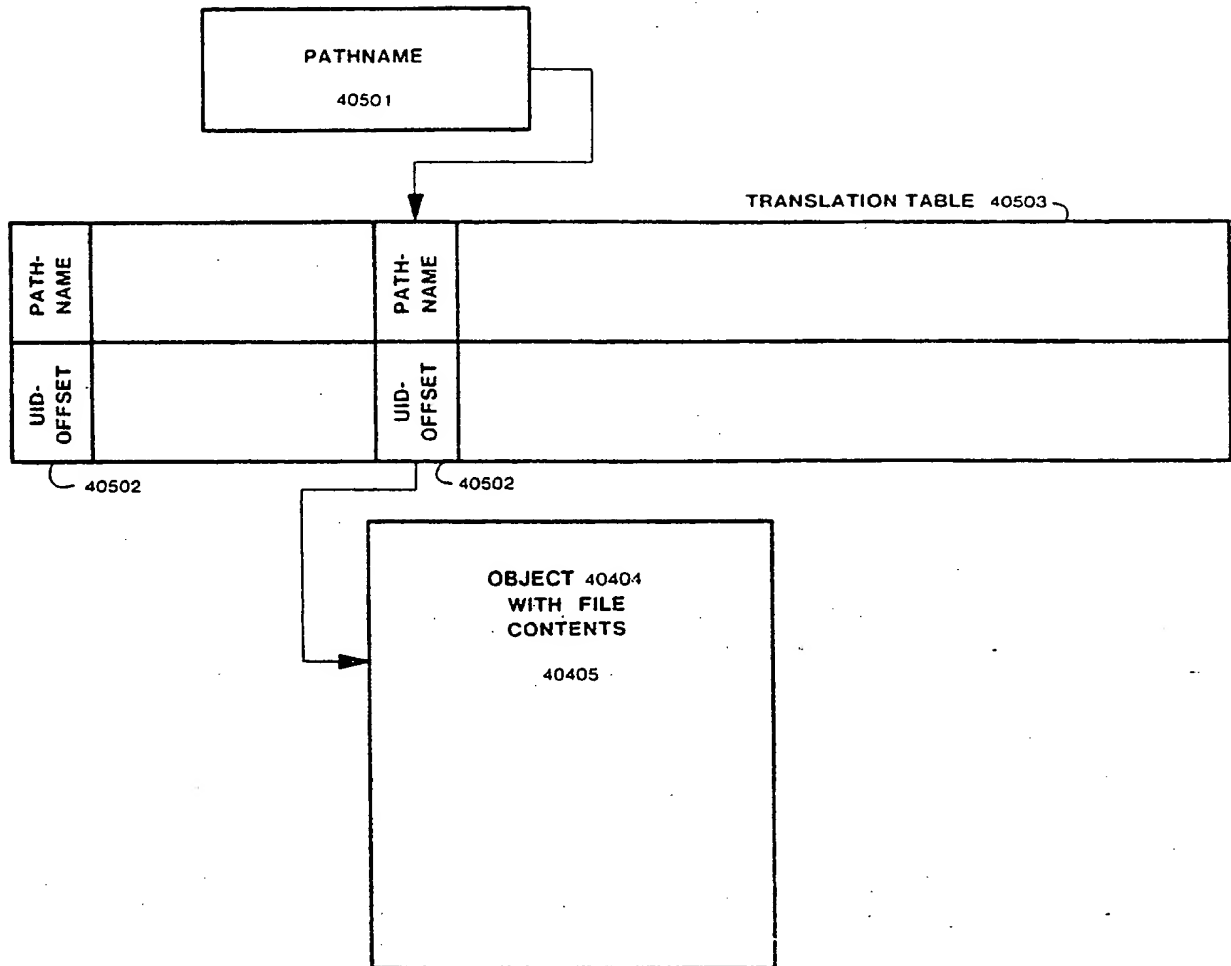 PATHNAME
40501
TRANSLATION TABLE 40503
PATH-
NAME
PATH-
NAME
UID-
OFFSET
UID-
OFFSET
40502
40502
OBJECT 40404
WITH FILE
CONTENTS
40405